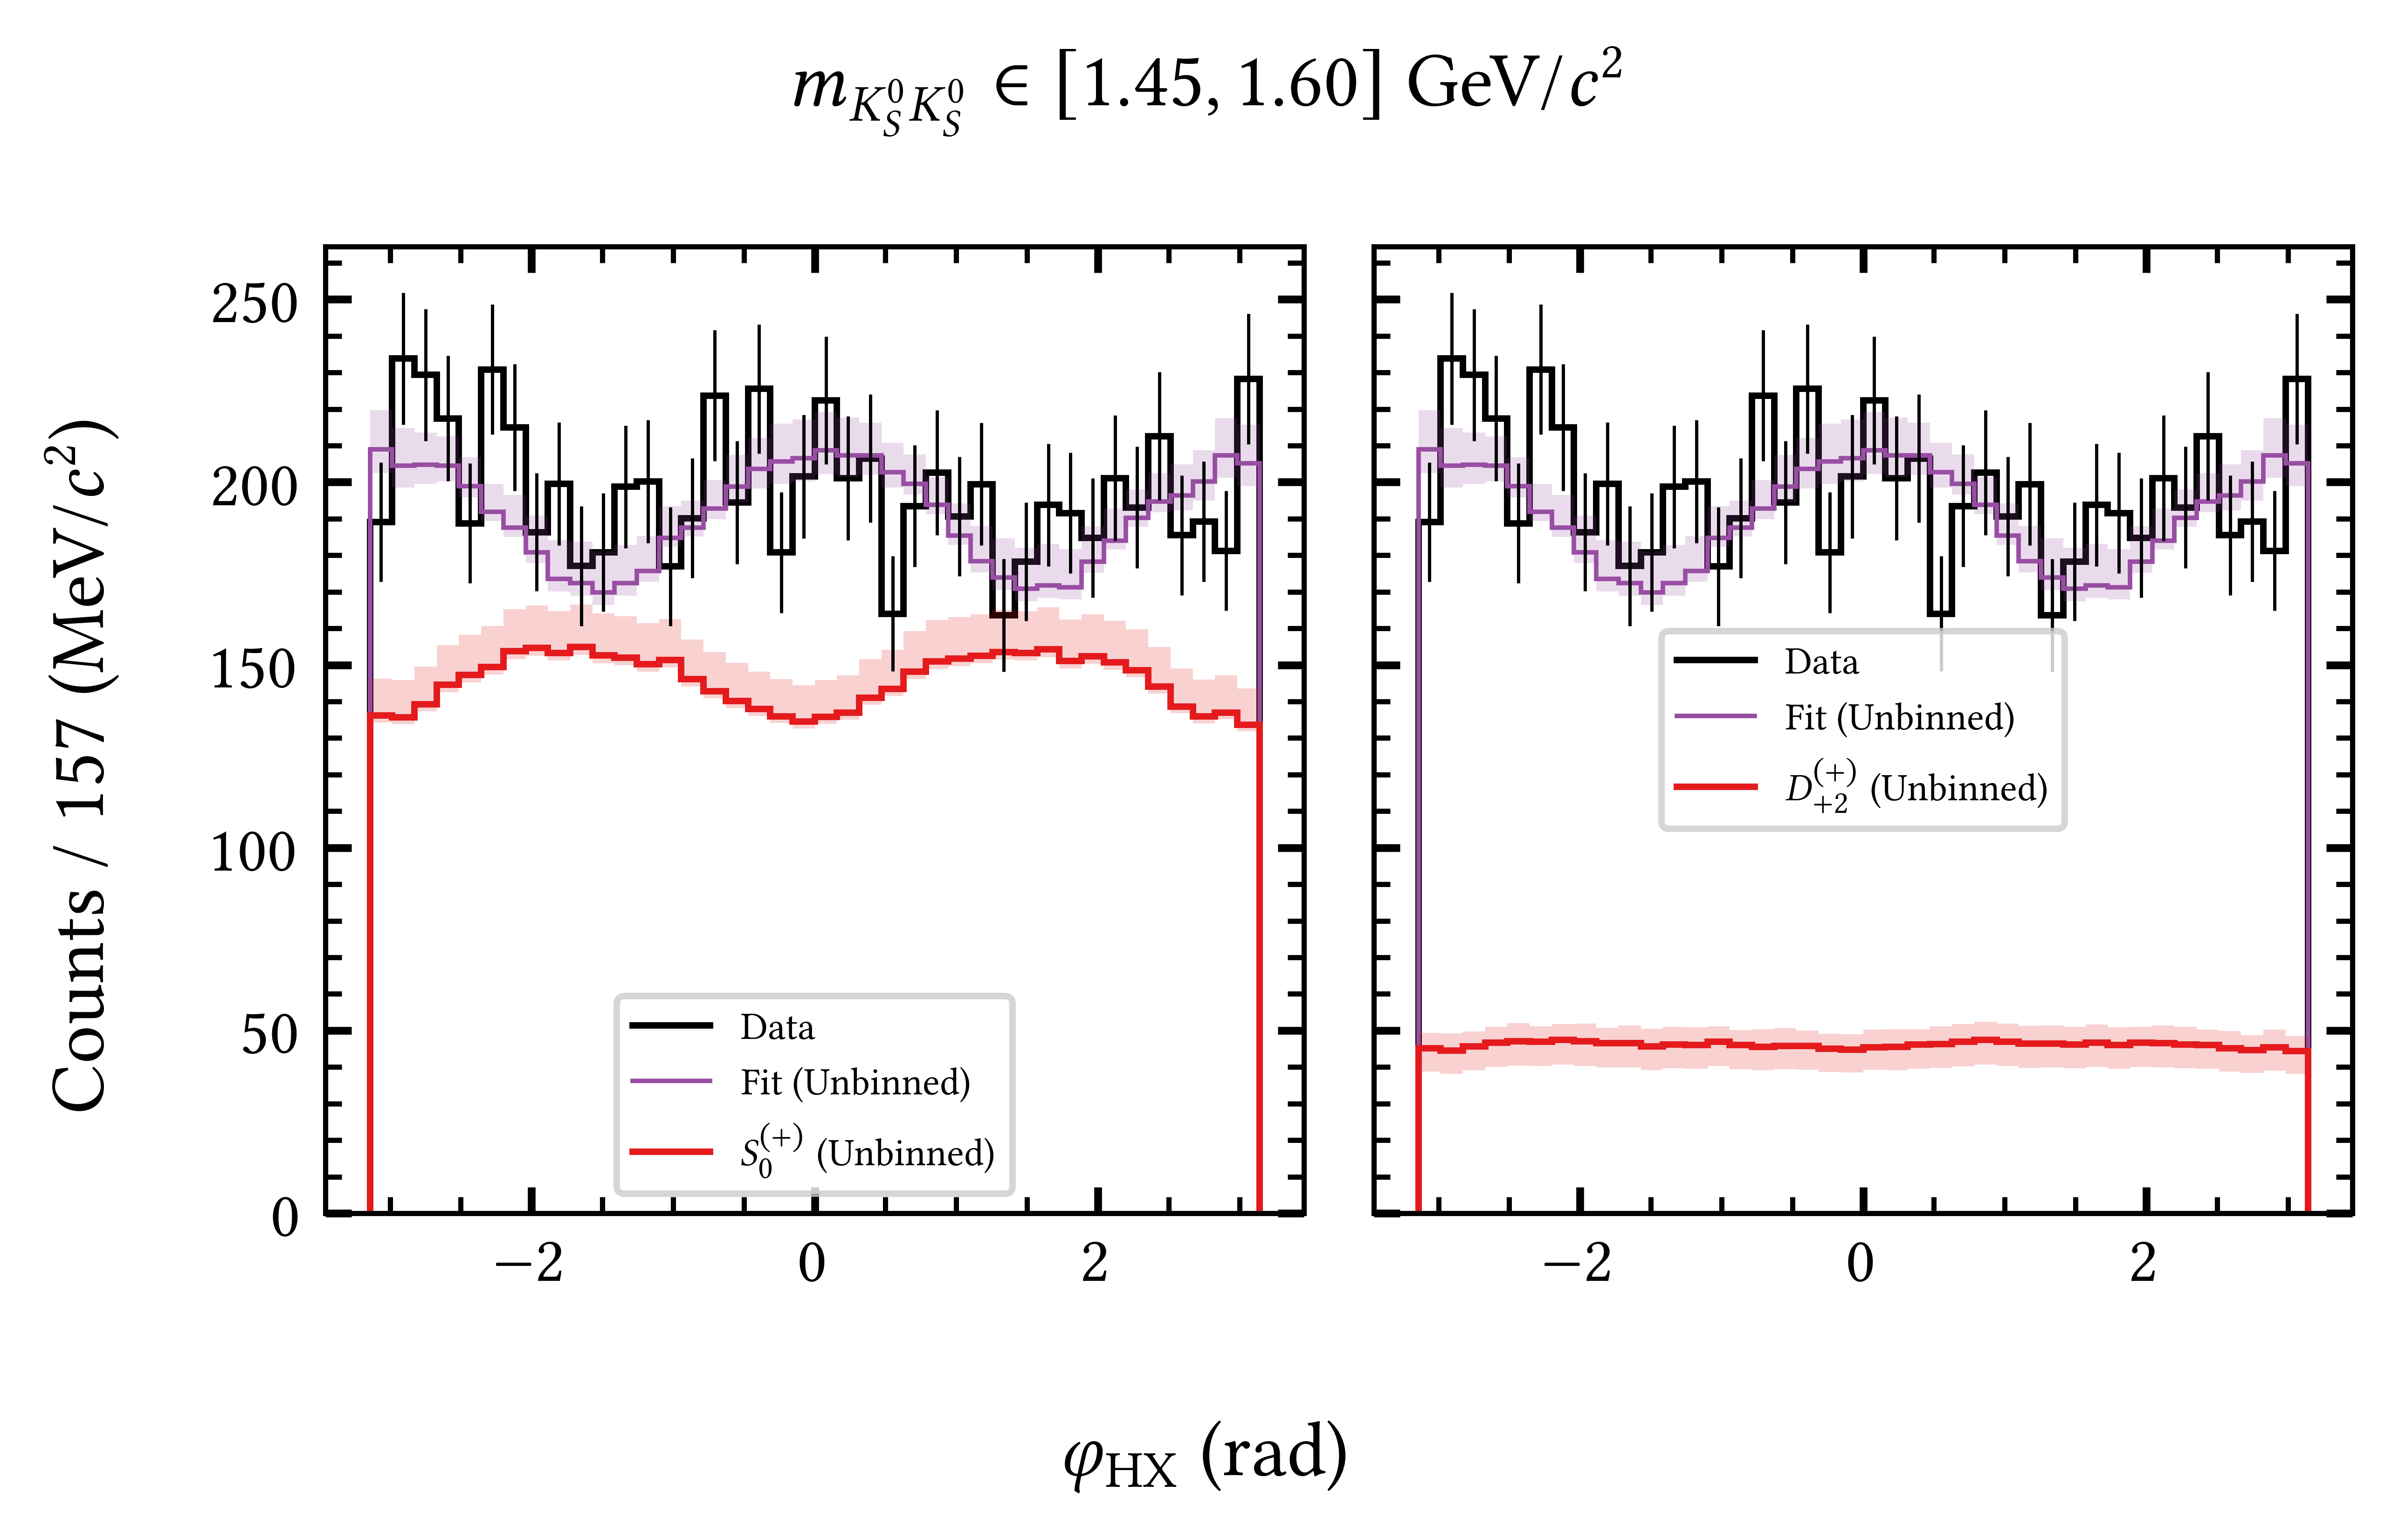 m_{K_S^0 K_S^0} ∈ [1.45, 1.60] GeV/c²
Counts / 157 (MeV/c²)
250
200
150
100
50
0
Data
Fit (Unbinned)
S_0^{(+)} (Unbinned)
Data
Fit (Unbinned)
D_{+2}^{(+)} (Unbinned)
−2 0 2
−2 0 2
φ_HX (rad)